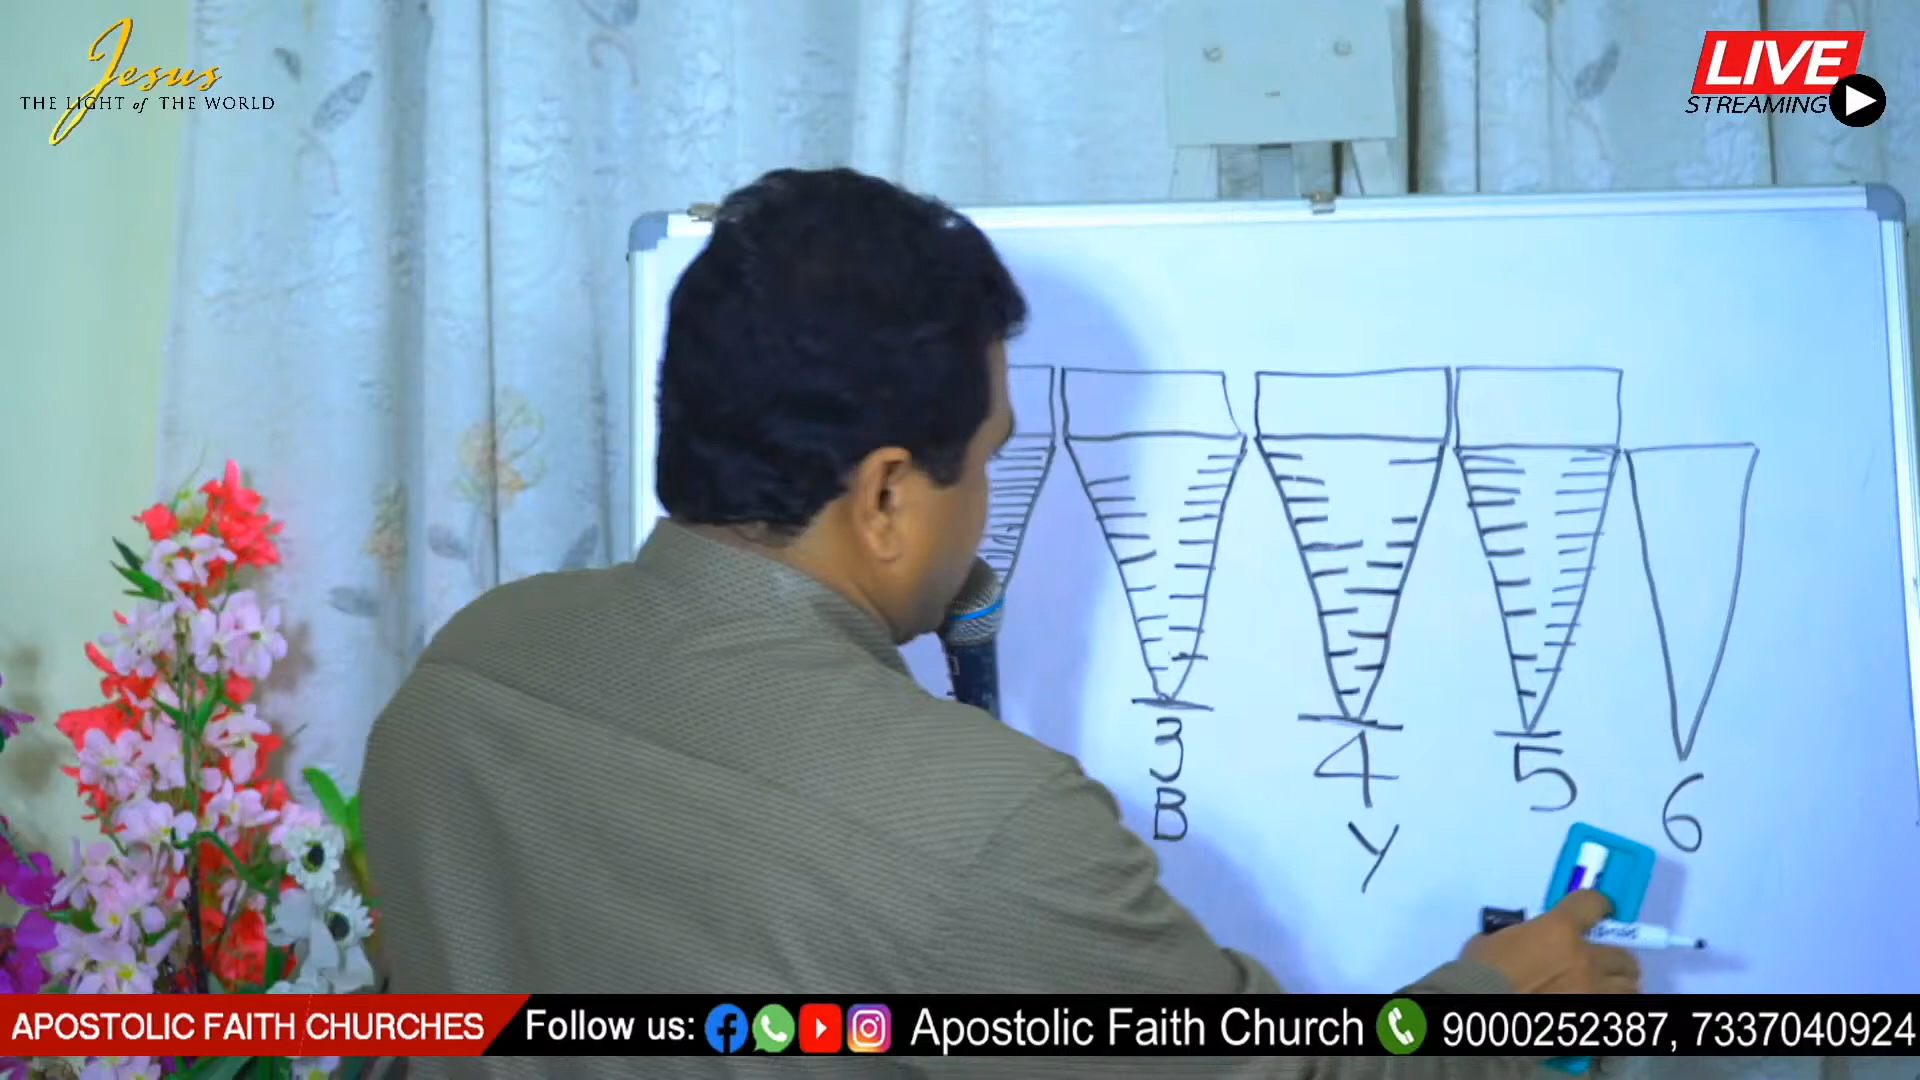 Jesus
THE LIGHT of THE WORLD
LIVE
STREAMING
3 4 5 6
B Y
APOSTOLIC FAITH CHURCHES
Follow us:
Apostolic Faith Church
9000252387, 7337040924